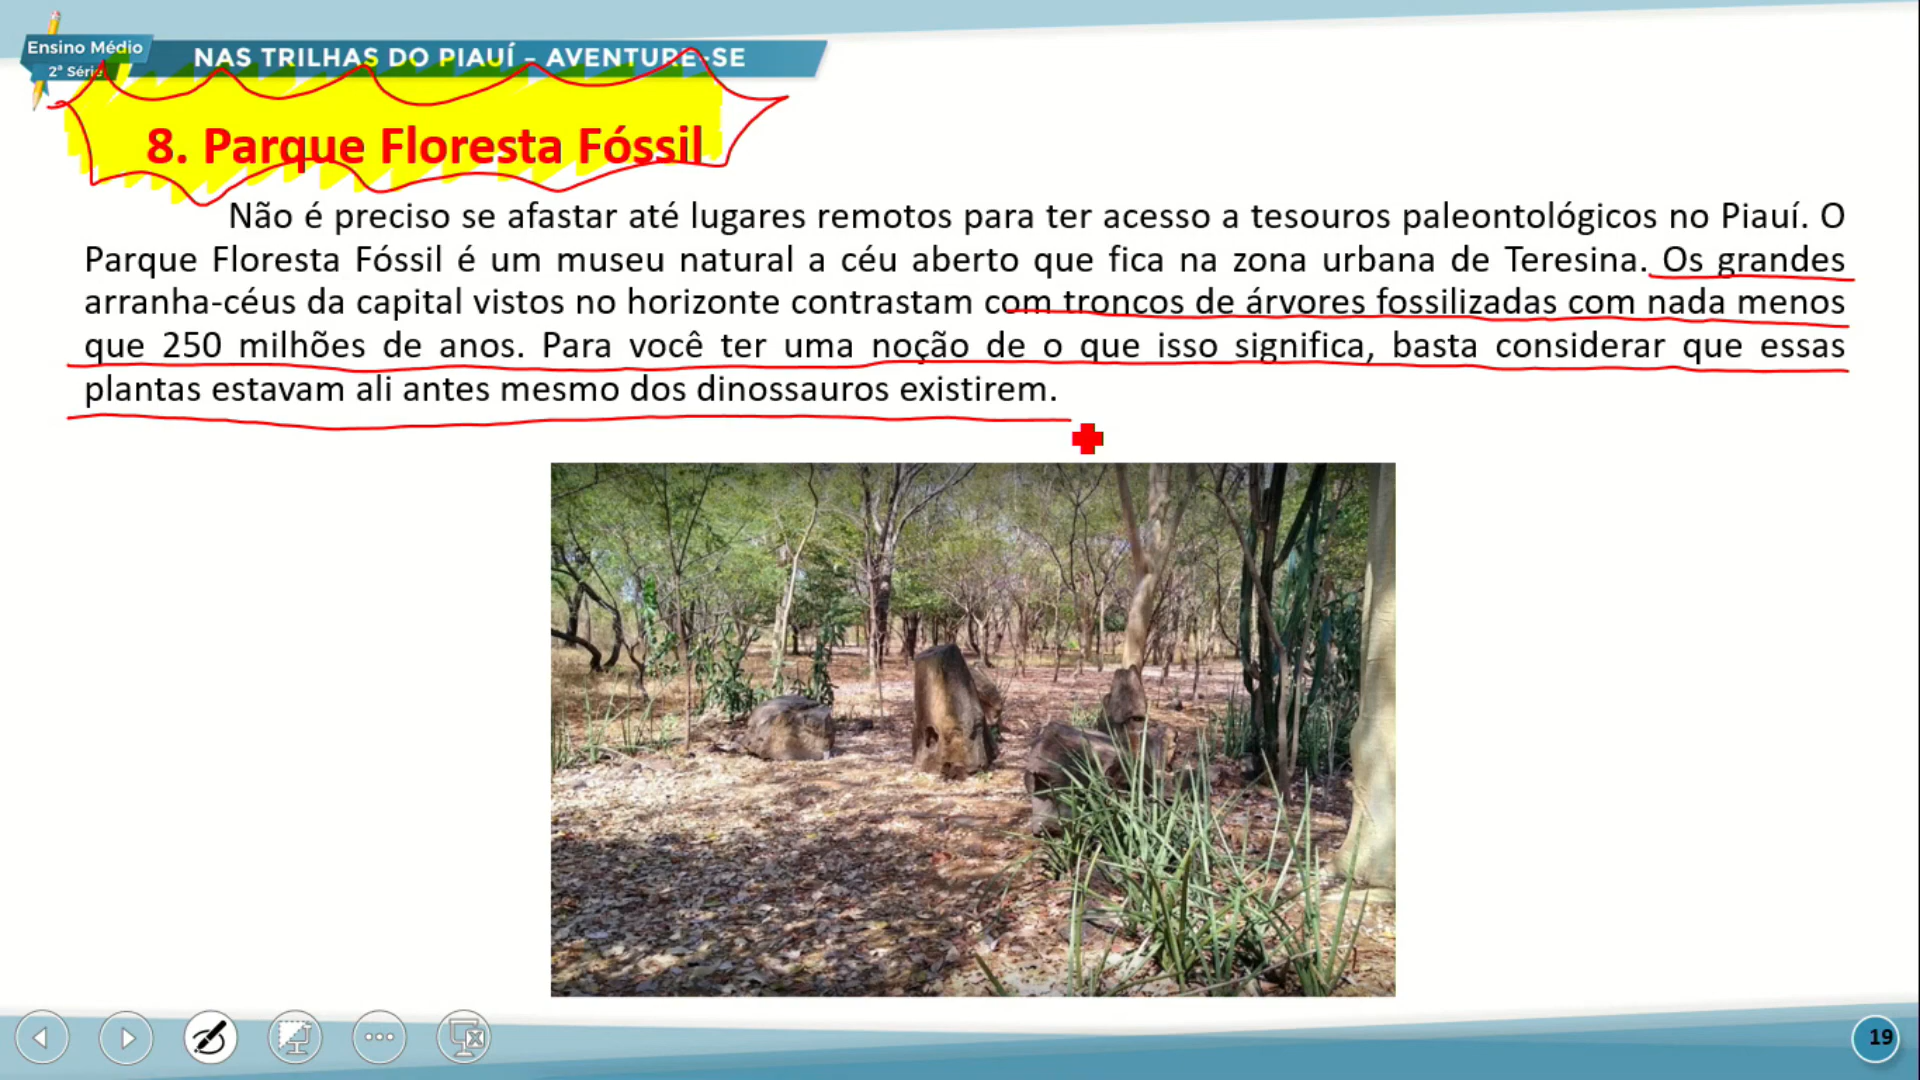 Ensino Médio
2ª Série
NAS TRILHAS DO PIAUÍ – AVENTURE-SE
8. Parque Floresta Fóssil
Não é preciso se afastar até lugares remotos para ter acesso a tesouros paleontológicos no Piauí. O
Parque Floresta Fóssil é um museu natural a céu aberto que fica na zona urbana de Teresina. Os grandes
arranha-céus da capital vistos no horizonte contrastam com troncos de árvores fossilizadas com nada menos
que 250 milhões de anos. Para você ter uma noção de o que isso significa, basta considerar que essas
plantas estavam ali antes mesmo dos dinossauros existirem.
19